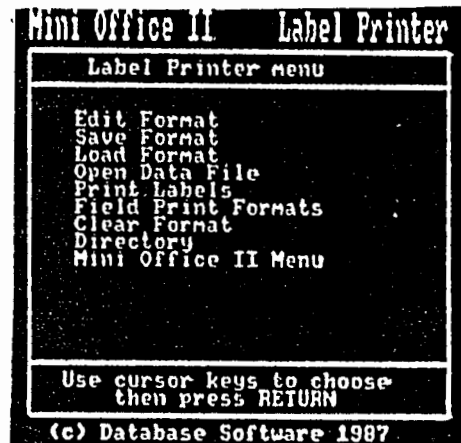 Mini Office II Label Printer
Label Printer menu
Edit Format
Save Format
Load Format
Open Data File
Print Labels
Field Print Formats
Clear Format
Directory
Mini Office II Menu
Use cursor keys to choose
then press RETURN
(c) Database Software 1987